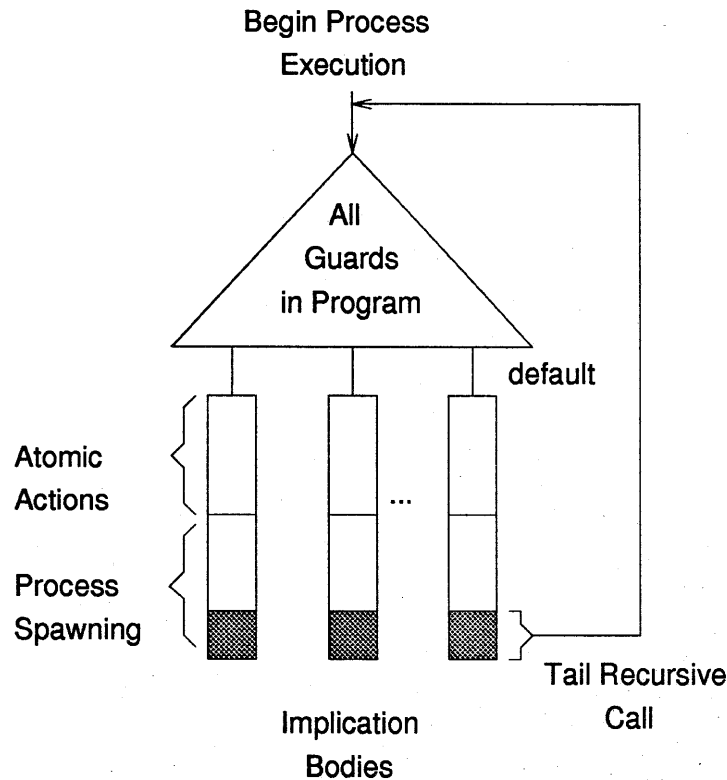 Begin Process
Execution
All
Guards
in Program
default
Atomic
Actions
...
Process
Spawning
Tail Recursive
Call
Implication
Bodies